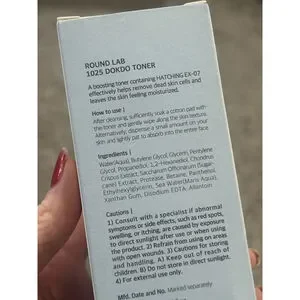 ROUND LAB
1025 DOKDO TONER
A boosting toner containing HATCHING EX-07
effectively helps remove dead skin cells and
leaves the skin feeling moisturized.
How to use |
After cleansing, sufficiently soak a cotton pad with
the toner and gently wipe along the skin texture.
Alternatively, dispense a small amount on your
skin and lightly pat to absorb into the entire face.
Ingredients |
Water(Aqua), Butylene Glycol, Glycerin, Pentylene
Glycol, Propanediol, 1,2-Hexanediol, Chondrus
Crispus Extract, Saccharum Officinarum (Sugar-
cane) Extract, Protease, Betaine, Panthenol,
Ethylhexylglycerin, Sea Water(Maris Aqua),
Xanthan Gum, Disodium EDTA, Allantoin
Cautions |
1) Consult with a specialist if abnormal
symptoms or side effects, such as red spots,
swelling, or itching, are caused by exposure
to direct sunlight after use or when using
the product. 2) Refrain from using on areas
with open wounds. 3) Cautions for storing
and handling. A) Keep out of reach of
children. B) Do not store in direct sunlight.
4) For external use only.
Mfd. Date and No. Marked separately